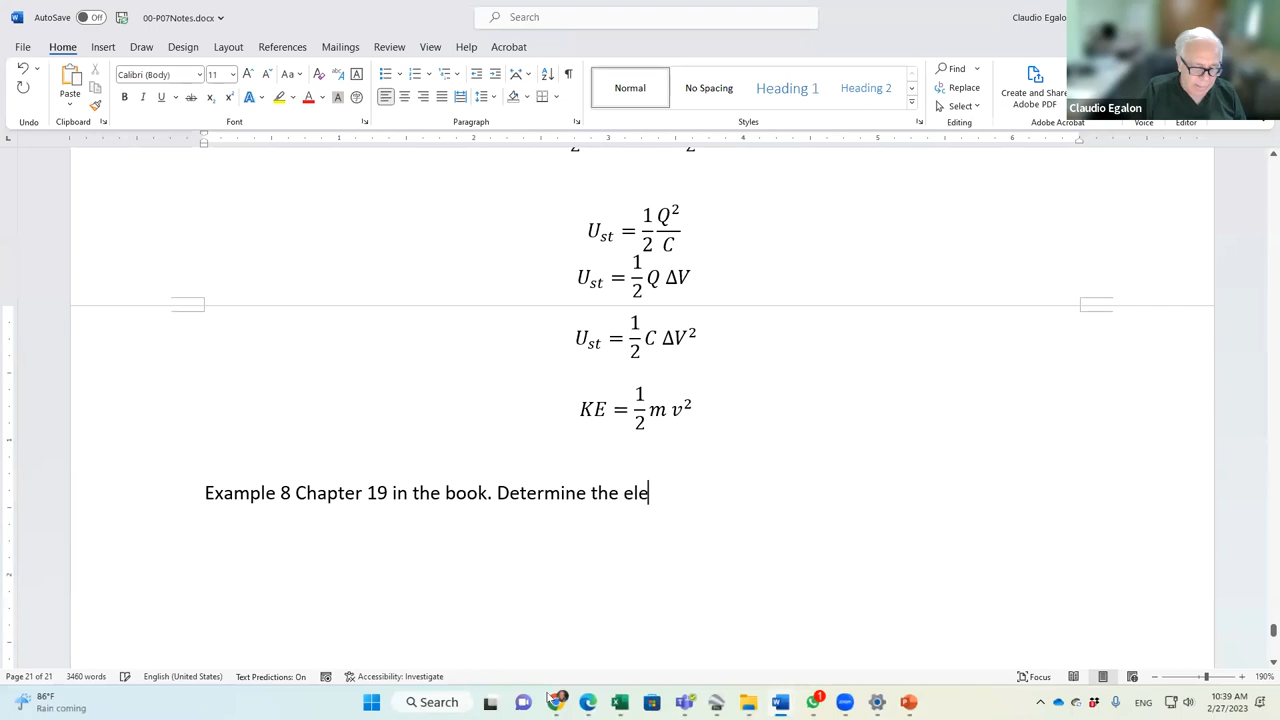 AutoSave Off 00-P07Notes.docx Search Claudio Egalon
File Home Insert Draw Design Layout References Mailings Review View Help Acrobat
Calibri (Body) 11 Normal No Spacing Heading 1 Heading 2 Find Replace Select
Paste Create and Share Adobe PDF
Claudio Egalon
Undo Clipboard Font Paragraph Styles Editing Adobe Acrobat Voice Editor
U_st = 1/2 Q²/C
U_st = 1/2 Q ΔV
U_st = 1/2 C ΔV²
KE = 1/2 m v²
Example 8 Chapter 19 in the book. Determine the ele
Page 21 of 21 3460 words English (United States) Text Predictions: On Accessibility: Investigate Focus 190%
86°F Rain coming Search 1 ENG 10:39 AM 2/27/2023